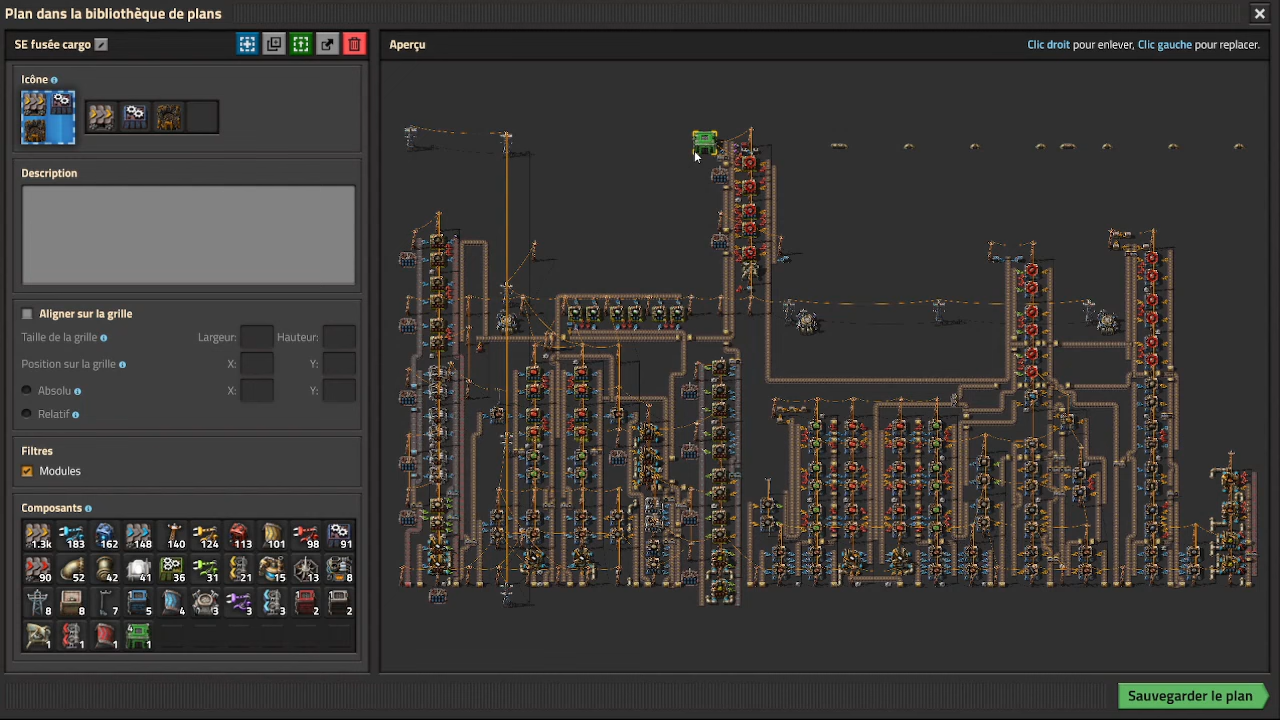 Plan dans la bibliothèque de plans
SE fusée cargo
Aperçu
Clic droit pour enlever, Clic gauche pour replacer.
Icône
Description
Aligner sur la grille
Taille de la grille
Largeur:
Hauteur:
Position sur la grille
X:
Y:
Absolu
X:
Y:
Relatif
Filtres
Modules
Composants
1.3k 183 162 148 140 124 113 101 98 91
90 52 42 41 36 31 21 15 13 8
8 8 7 5 4 3 3 3 2 2
1 1 1 4 1
Sauvegarder le plan